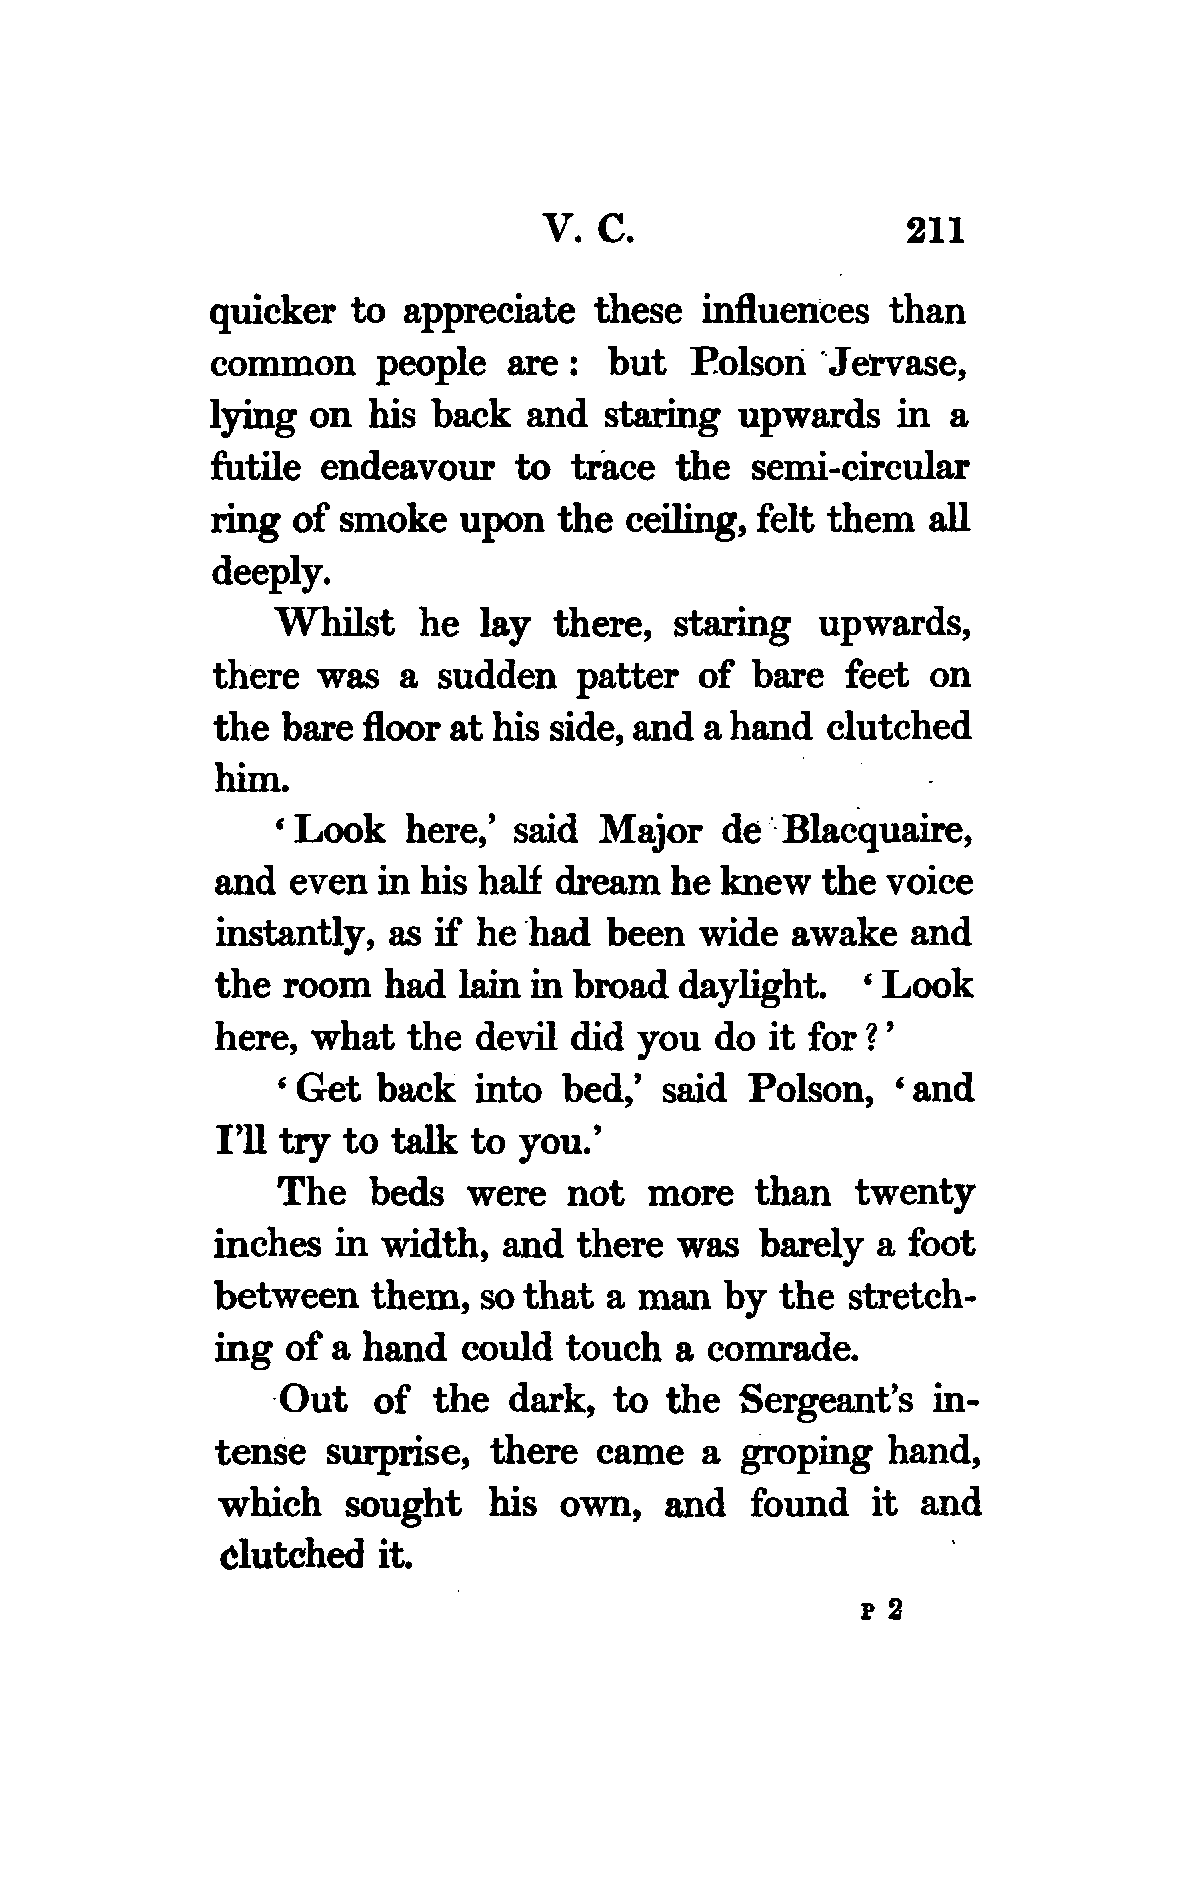 V. C. 211
quicker to appreciate these influences than
common people are : but Polson Jervase,
lying on his back and staring upwards in a
futile endeavour to trace the semi-circular
ring of smoke upon the ceiling, felt them all
deeply.
Whilst he lay there, staring upwards,
there was a sudden patter of bare feet on
the bare floor at his side, and a hand clutched
him.
‘ Look here,’ said Major de Blacquaire,
and even in his half dream he knew the voice
instantly, as if he had been wide awake and
the room had lain in broad daylight. ‘ Look
here, what the devil did you do it for ? ’
‘ Get back into bed,’ said Polson, ‘ and
I’ll try to talk to you.’
The beds were not more than twenty
inches in width, and there was barely a foot
between them, so that a man by the stretch-
ing of a hand could touch a comrade.
Out of the dark, to the Sergeant’s in-
tense surprise, there came a groping hand,
which sought his own, and found it and
clutched it.
P 2